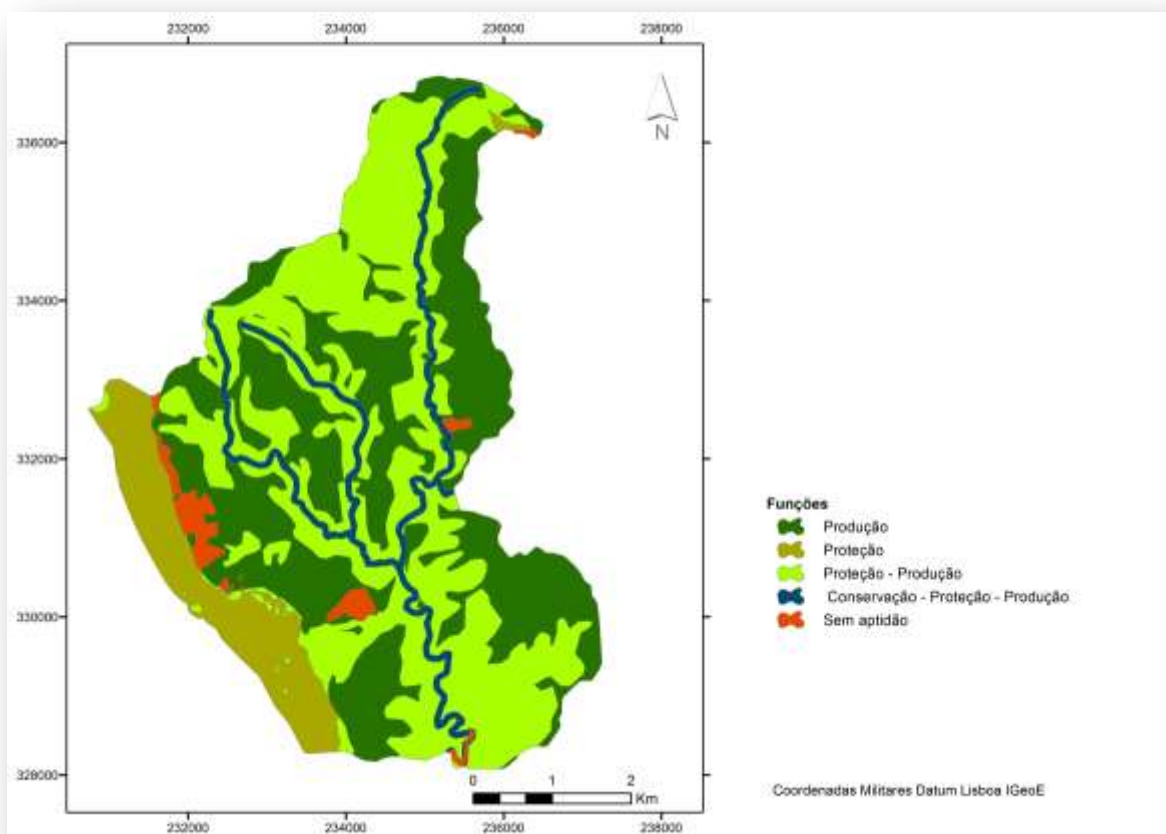 232000 234000 236000 238000
N
336000
334000
332000
330000
328000
Funções
Produção
Proteção
Proteção - Produção
Conservação - Proteção - Produção
Sem aptidão
0 1 2
Km
Coordenadas Militares Datum Lisboa IGeoE
232000 234000 236000 238000